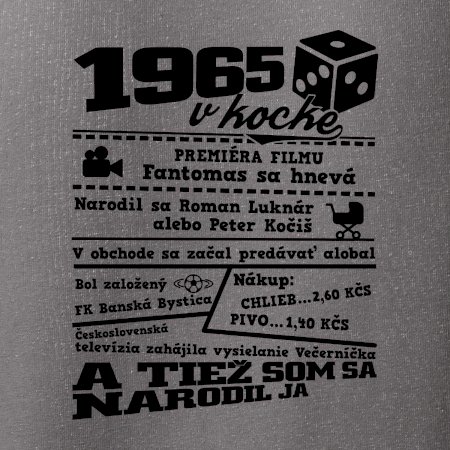 1965
v kocke
PREMIÉRA FILMU
Fantomas sa hnevá
Narodil sa Roman Luknár
alebo Peter Kočiš
V obchode sa začal predávať alobal
Bol založený
FK Banská Bystica
Nákup:
CHLIEB...2,60 KČS
PIVO...1,40 KČS
Československá
televízia zahájila vysielanie Večerníčka
A TIEŽ SOM SA
NARODIL JA